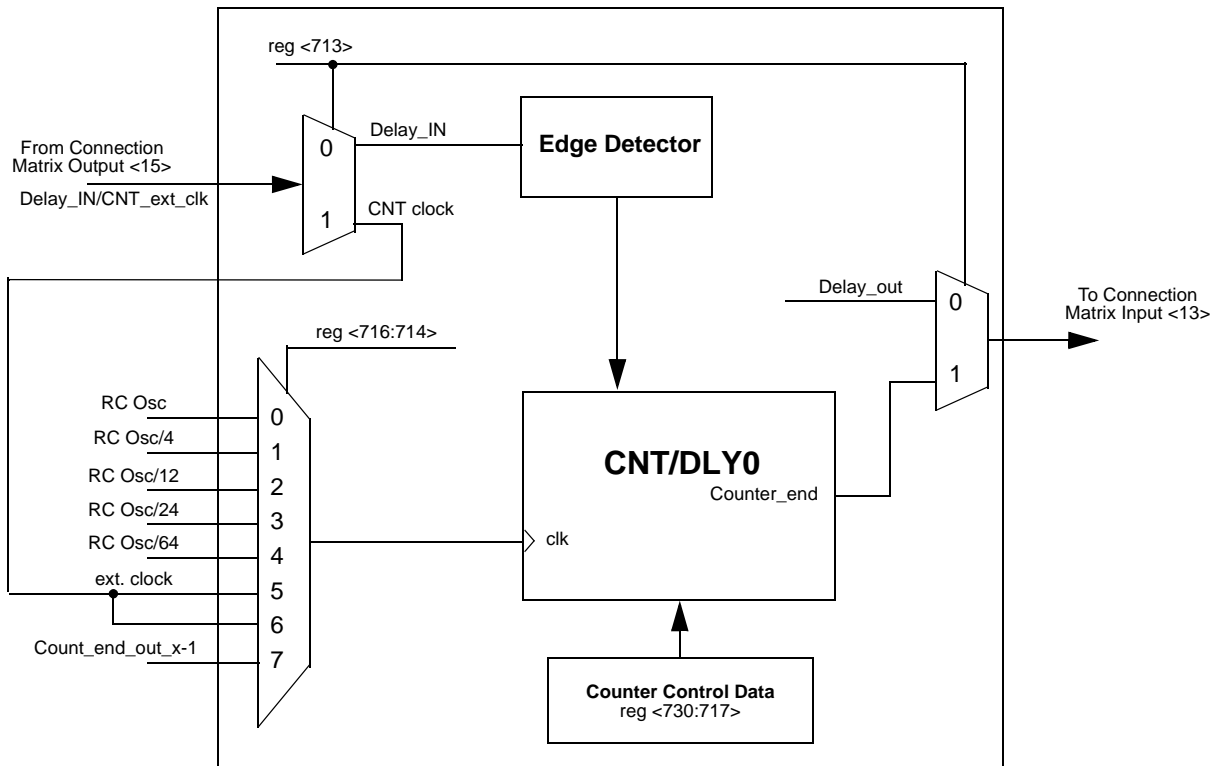 reg <713>
From Connection
Matrix Output <15>
Delay_IN/CNT_ext_clk
0
1
Delay_IN
CNT clock
Edge Detector
Delay_out
0
1
To Connection
Matrix Input <13>
reg <716:714>
RC Osc
RC Osc/4
RC Osc/12
RC Osc/24
RC Osc/64
ext. clock
Count_end_out_x-1
0
1
2
3
4
5
6
7
CNT/DLY0
Counter_end
clk
Counter Control Data
reg <730:717>